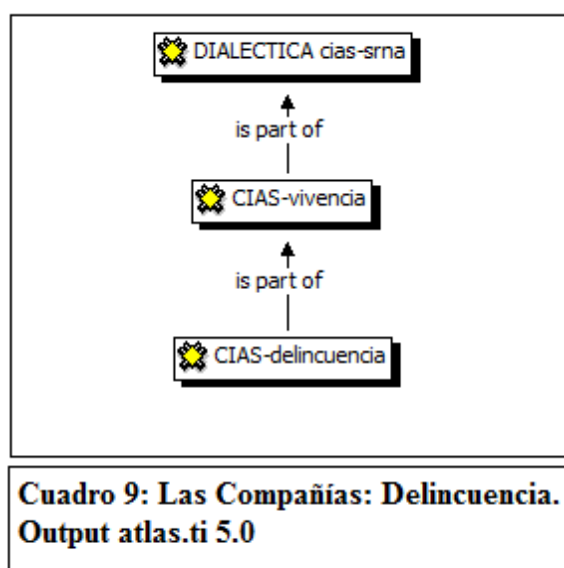 DIALECTICA cias-srna
is part of
CIAS-vivencia
is part of
CIAS-delincuencia
Cuadro 9: Las Compañías: Delincuencia.
Output atlas.ti 5.0